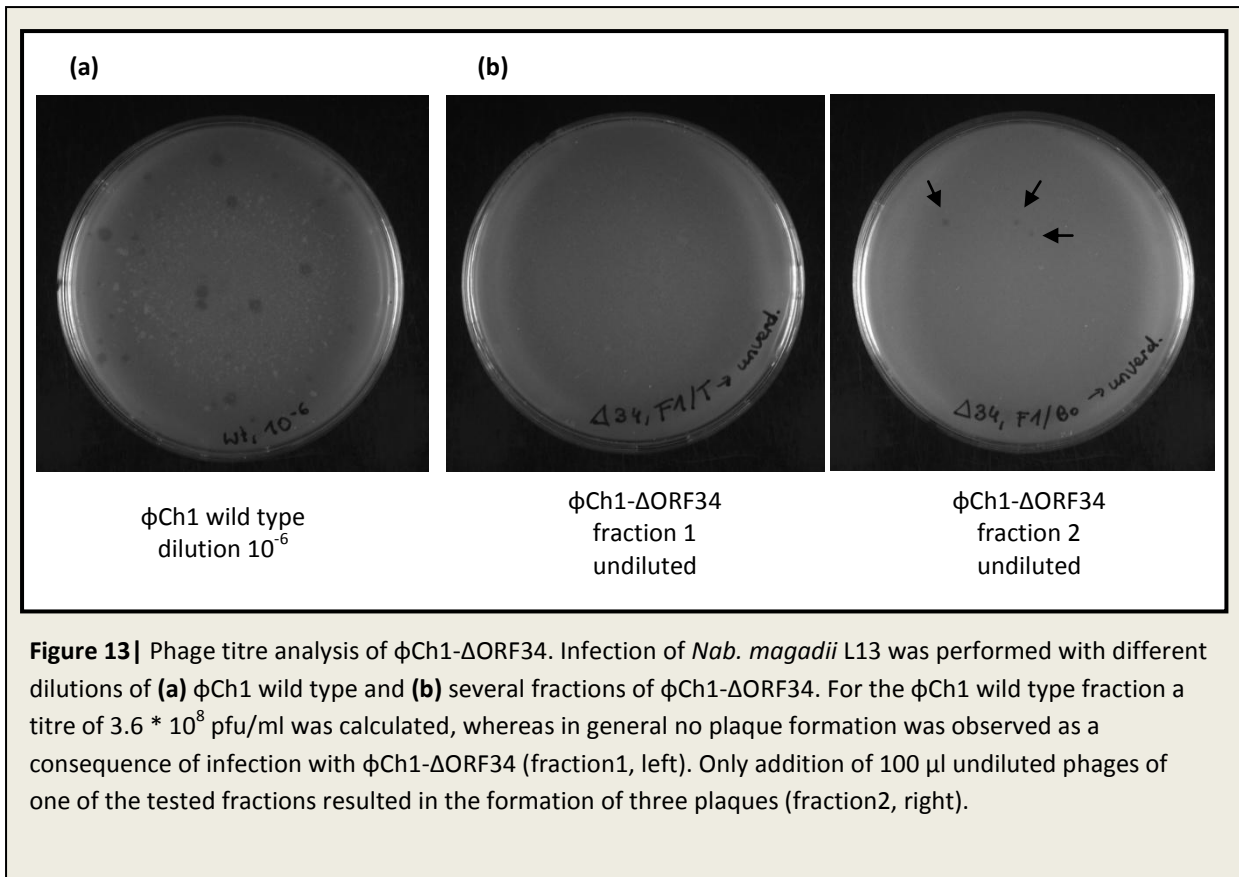 (a)
(b)
wt, 10⁻⁶
Δ34, F1/T → unverd.
Δ34, F1/Bo → unverd.
ϕCh1 wild type
dilution 10⁻⁶
ϕCh1-ΔORF34
fraction 1
undiluted
ϕCh1-ΔORF34
fraction 2
undiluted
Figure 13| Phage titre analysis of ϕCh1-ΔORF34. Infection of Nab. magadii L13 was performed with different
dilutions of (a) ϕCh1 wild type and (b) several fractions of ϕCh1-ΔORF34. For the ϕCh1 wild type fraction a
titre of 3.6 * 10⁸ pfu/ml was calculated, whereas in general no plaque formation was observed as a
consequence of infection with ϕCh1-ΔORF34 (fraction1, left). Only addition of 100 µl undiluted phages of
one of the tested fractions resulted in the formation of three plaques (fraction2, right).